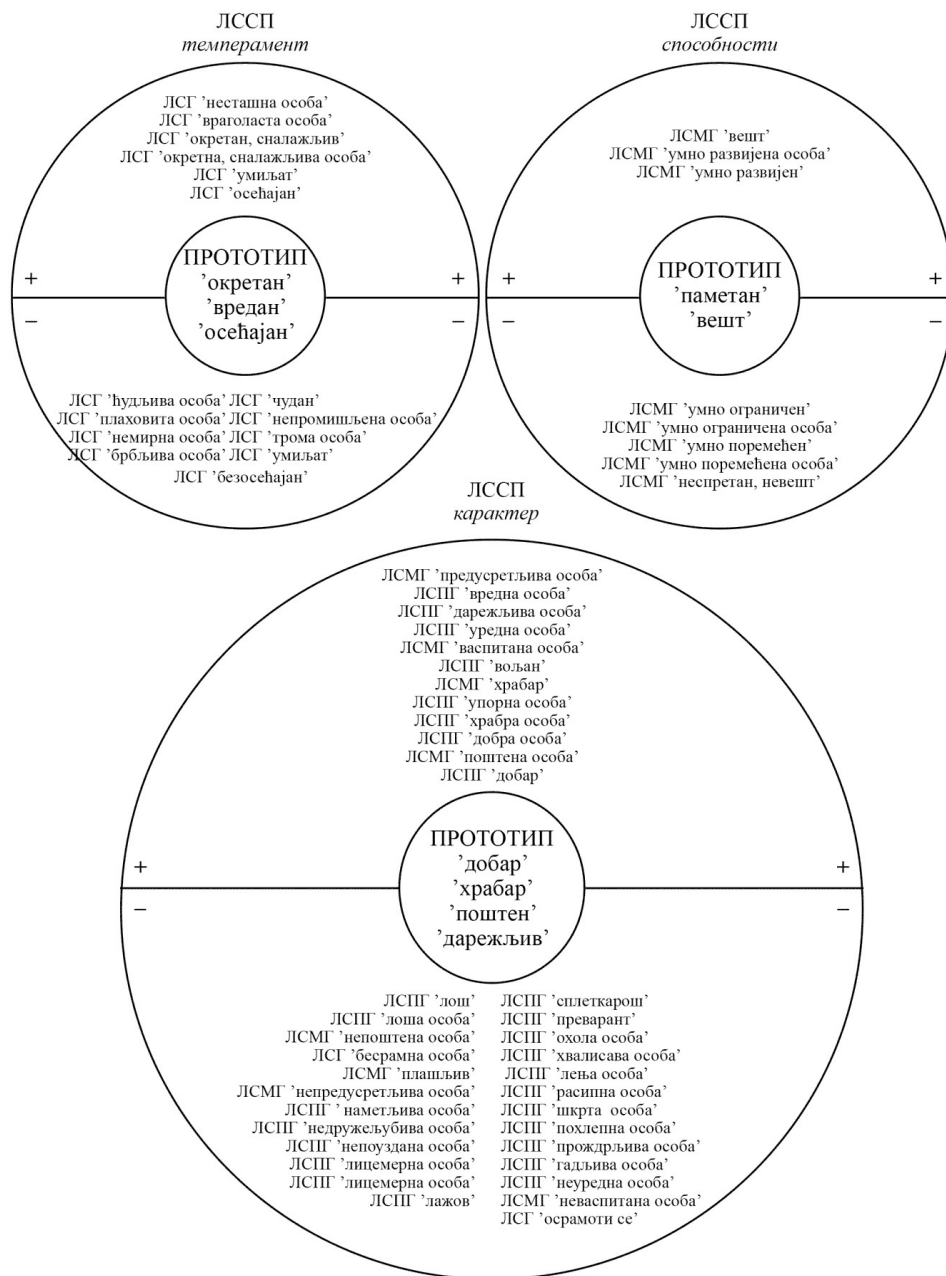 ЛССП
темперамент
ЛСГ ’несташна особа’
ЛСГ ’враголаста особа’
ЛСГ ’окретан, сналажљив’
ЛСГ ’окретна, сналажљива особа’
ЛСГ ’умиљат’
ЛСГ ’осећајан’
+
+
ПРОТОТИП
’окретан’
’вредан’
’осећајан’
–
–
ЛСГ ’ћудљива особа’ ЛСГ ’чудан’
ЛСГ ’плаховита особа’ ЛСГ ’непромишљена особа’
ЛСГ ’немирна особа’ ЛСГ ’трома особа’
ЛСГ ’брбљива особа’ ЛСГ ’умиљат’
ЛСГ ’безосећајан’
ЛССП
способности
ЛСМГ ’вешт’
ЛСМГ ’умно развијена особа’
ЛСМГ ’умно развијен’
+
+
ПРОТОТИП
’паметан’
’вешт’
–
–
ЛСМГ ’умно ограничен’
ЛСМГ ’умно ограничена особа’
ЛСМГ ’умно поремећен’
ЛСМГ ’умно поремећена особа’
ЛСМГ ’неспретан, невешт’
ЛССП
карактер
ЛСМГ ’предусретљива особа’
ЛСПГ ’вредна особа’
ЛСПГ ’дарежљива особа’
ЛСПГ ’уредна особа’
ЛСМГ ’васпитана особа’
ЛСПГ ’вољан’
ЛСМГ ’храбар’
ЛСПГ ’упорна особа’
ЛСПГ ’храбра особа’
ЛСПГ ’добра особа’
ЛСМГ ’поштена особа’
ЛСПГ ’добар’
+
+
ПРОТОТИП
’добар’
’храбар’
’поштен’
’дарежљив’
–
–
ЛСПГ ’лош’
ЛСПГ ’лоша особа’
ЛСМГ ’непоштена особа’
ЛСГ ’бесрамна особа’
ЛСМГ ’плашљив’
ЛСМГ ’непредусретљива особа’
ЛСПГ ’наметљива особа’
ЛСПГ ’недружељубива особа’
ЛСПГ ’непоуздана особа’
ЛСПГ ’лицемерна особа’
ЛСПГ ’лицемерна особа’
ЛСПГ ’лажов’
ЛСПГ ’сплеткарош’
ЛСПГ ’преварант’
ЛСПГ ’охола особа’
ЛСПГ ’хвалисава особа’
ЛСПГ ’лења особа’
ЛСПГ ’расипна особа’
ЛСПГ ’шкрта особа’
ЛСПГ ’похлепна особа’
ЛСПГ ’прождрљива особа’
ЛСПГ ’гадљива особа’
ЛСПГ ’неуредна особа’
ЛСМГ ’неваспитана особа’
ЛСГ ’осрамоти се’